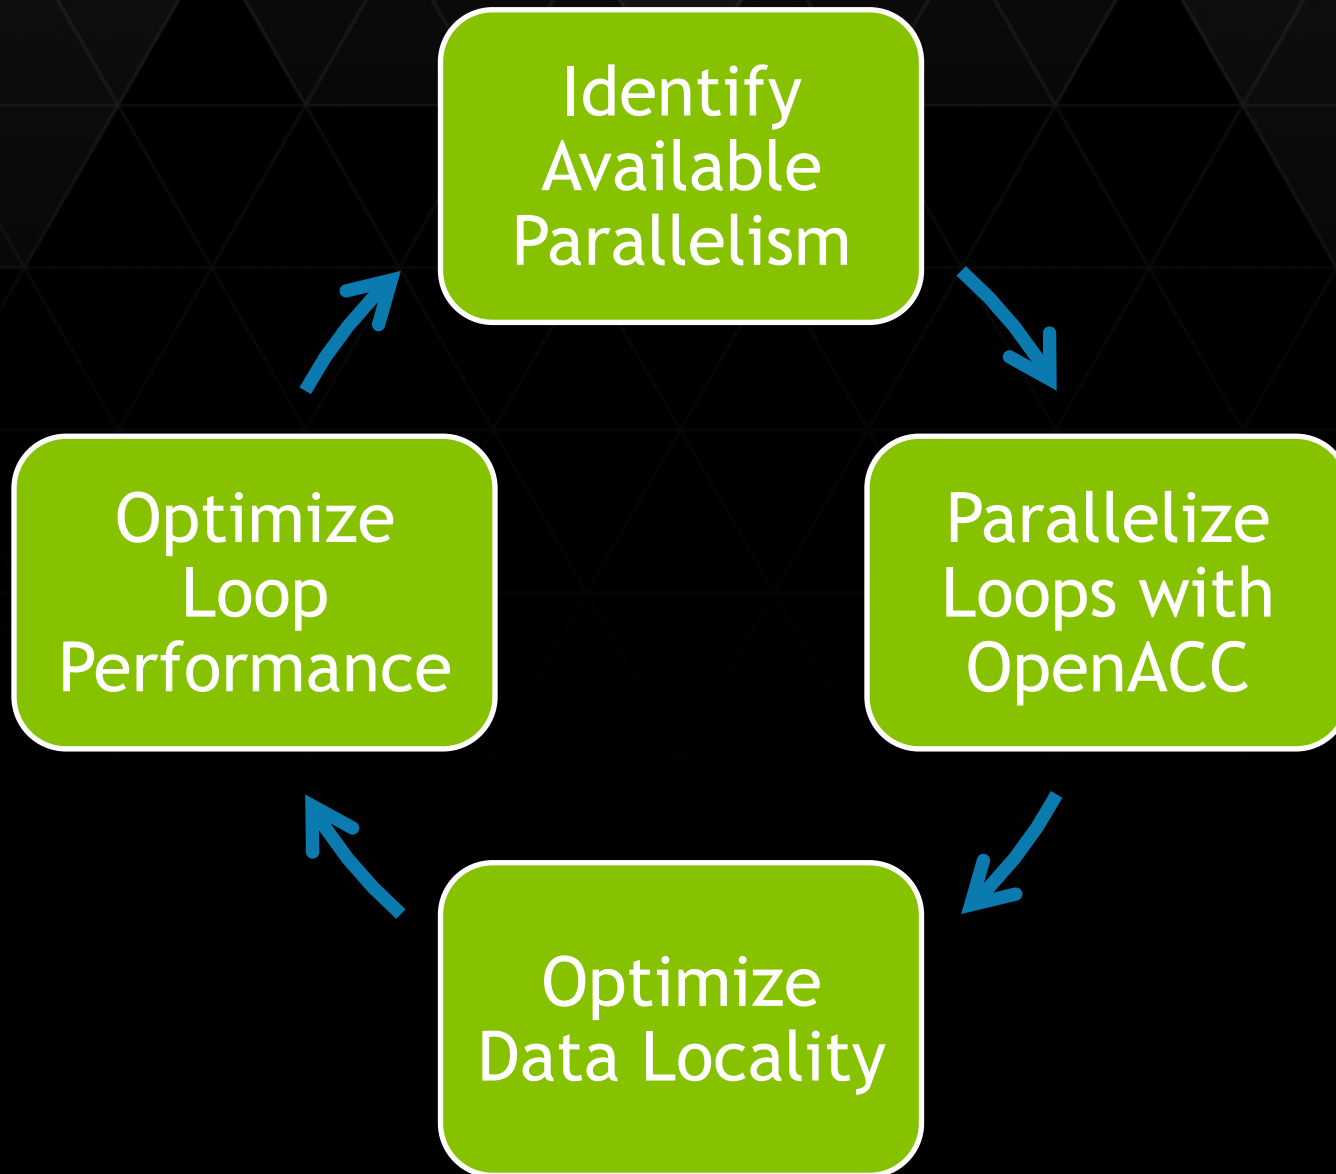 Identify
Available
Parallelism
Parallelize
Loops with
OpenACC
Optimize
Data Locality
Optimize
Loop
Performance